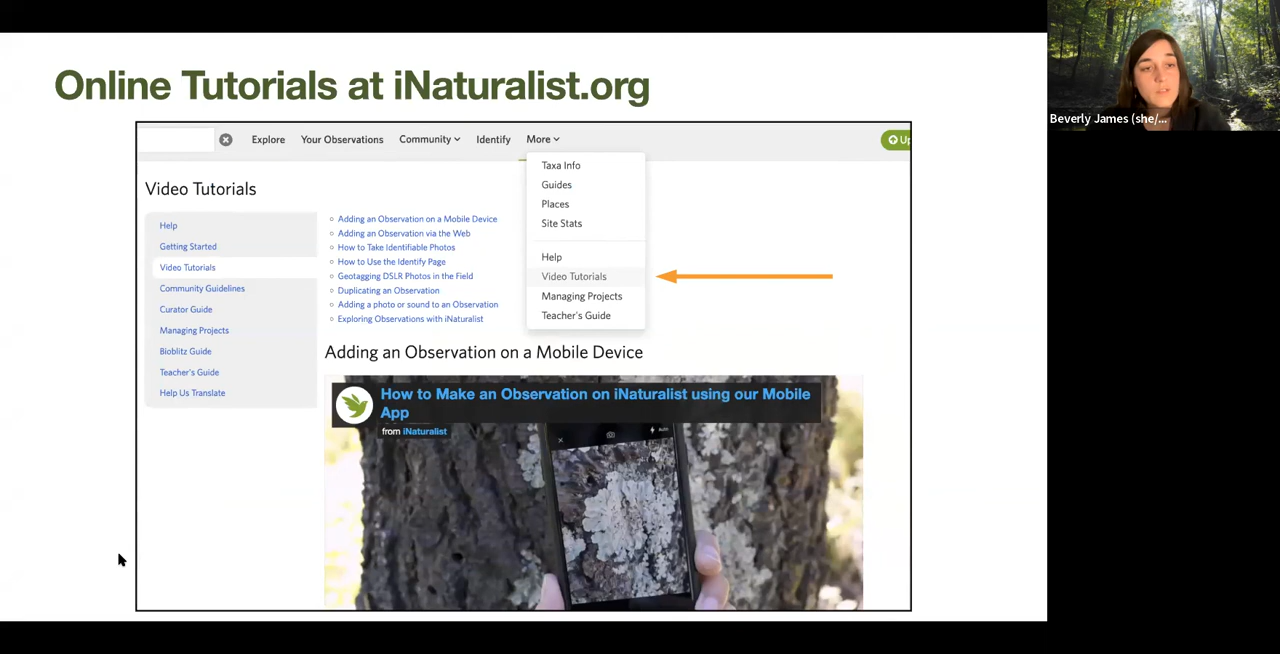 Online Tutorials at iNaturalist.org
Explore Your Observations Community Identify More Up
Taxa Info
Guides
Places
Site Stats
Help
Video Tutorials
Managing Projects
Teacher's Guide
Video Tutorials
Help
Getting Started
Video Tutorials
Community Guidelines
Curator Guide
Managing Projects
Bioblitz Guide
Teacher's Guide
Help Us Translate
Adding an Observation on a Mobile Device
Adding an Observation via the Web
How to Take Identifiable Photos
How to Use the Identify Page
Geotagging DSLR Photos in the Field
Duplicating an Observation
Adding a photo or sound to an Observation
Exploring Observations with iNaturalist
Adding an Observation on a Mobile Device
How to Make an Observation on iNaturalist using our Mobile
App
from iNaturalist
Auto
Beverly James (she/...